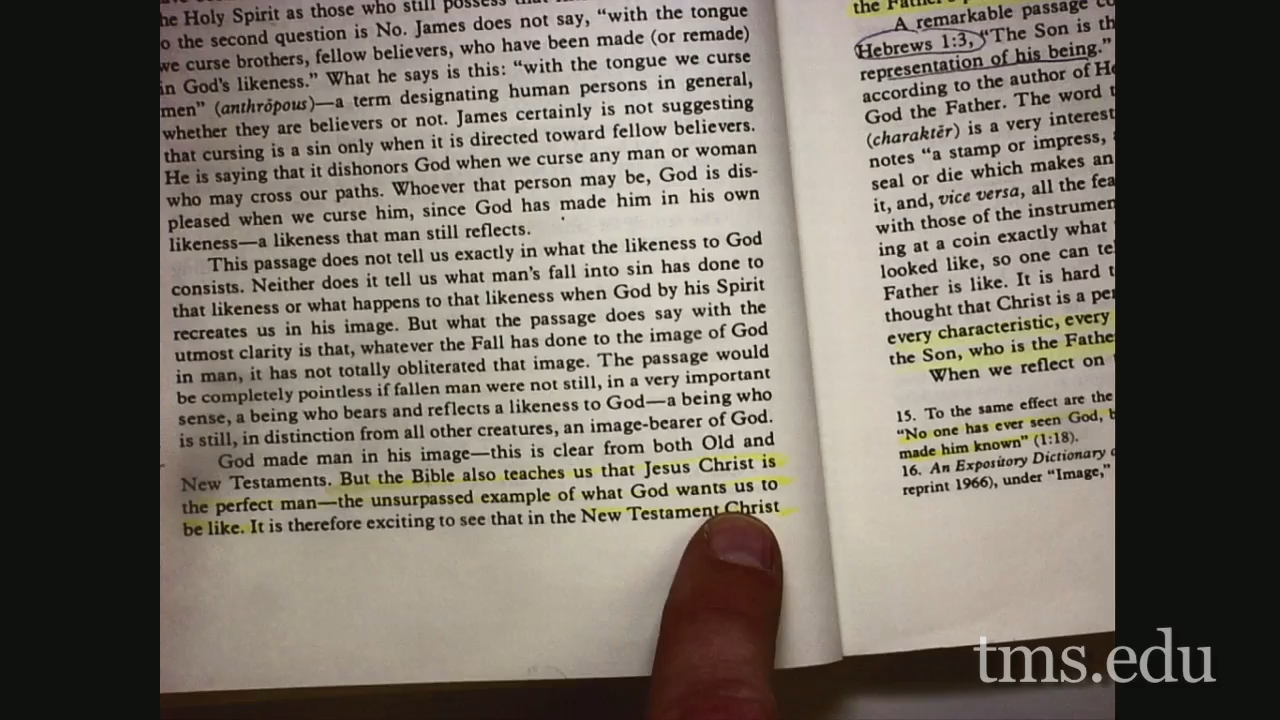 he Holy Spirit as those who still possess that
o the second question is No. James does not say, “with the tongue
we curse brothers, fellow believers, who have been made (or remade)
in God’s likeness.” What he says is this: “with the tongue we curse
men” (anthrōpous)—a term designating human persons in general,
whether they are believers or not. James certainly is not suggesting
that cursing is a sin only when it is directed toward fellow believers.
He is saying that it dishonors God when we curse any man or woman
who may cross our paths. Whoever that person may be, God is dis-
pleased when we curse him, since God has made him in his own
likeness—a likeness that man still reflects.
This passage does not tell us exactly in what the likeness to God
consists. Neither does it tell us what man’s fall into sin has done to
that likeness or what happens to that likeness when God by his Spirit
recreates us in his image. But what the passage does say with the
utmost clarity is that, whatever the Fall has done to the image of God
in man, it has not totally obliterated that image. The passage would
be completely pointless if fallen man were not still, in a very important
sense, a being who bears and reflects a likeness to God—a being who
is still, in distinction from all other creatures, an image-bearer of God.
God made man in his image—this is clear from both Old and
New Testaments. But the Bible also teaches us that Jesus Christ is
the perfect man—the unsurpassed example of what God wants us to
be like. It is therefore exciting to see that in the New Testament Christ
the Father’s
A remarkable passage
Hebrews 1:3, “The Son is th
representation of his being.”
according to the author of He
God the Father. The word
(charaktēr) is a very interest
notes “a stamp or impress,
seal or die which makes an
it, and, vice versa, all the fea
with those of the instrumen
ing at a coin exactly what
looked like, so one can te
Father is like. It is hard t
thought that Christ is a pe
every characteristic, every
the Son, who is the Fathe
When we reflect on
15. To the same effect are the
“No one has ever seen God,
made him known” (1:18).
16. An Expository Dictionary
reprint 1966), under “Image,”
tms.edu